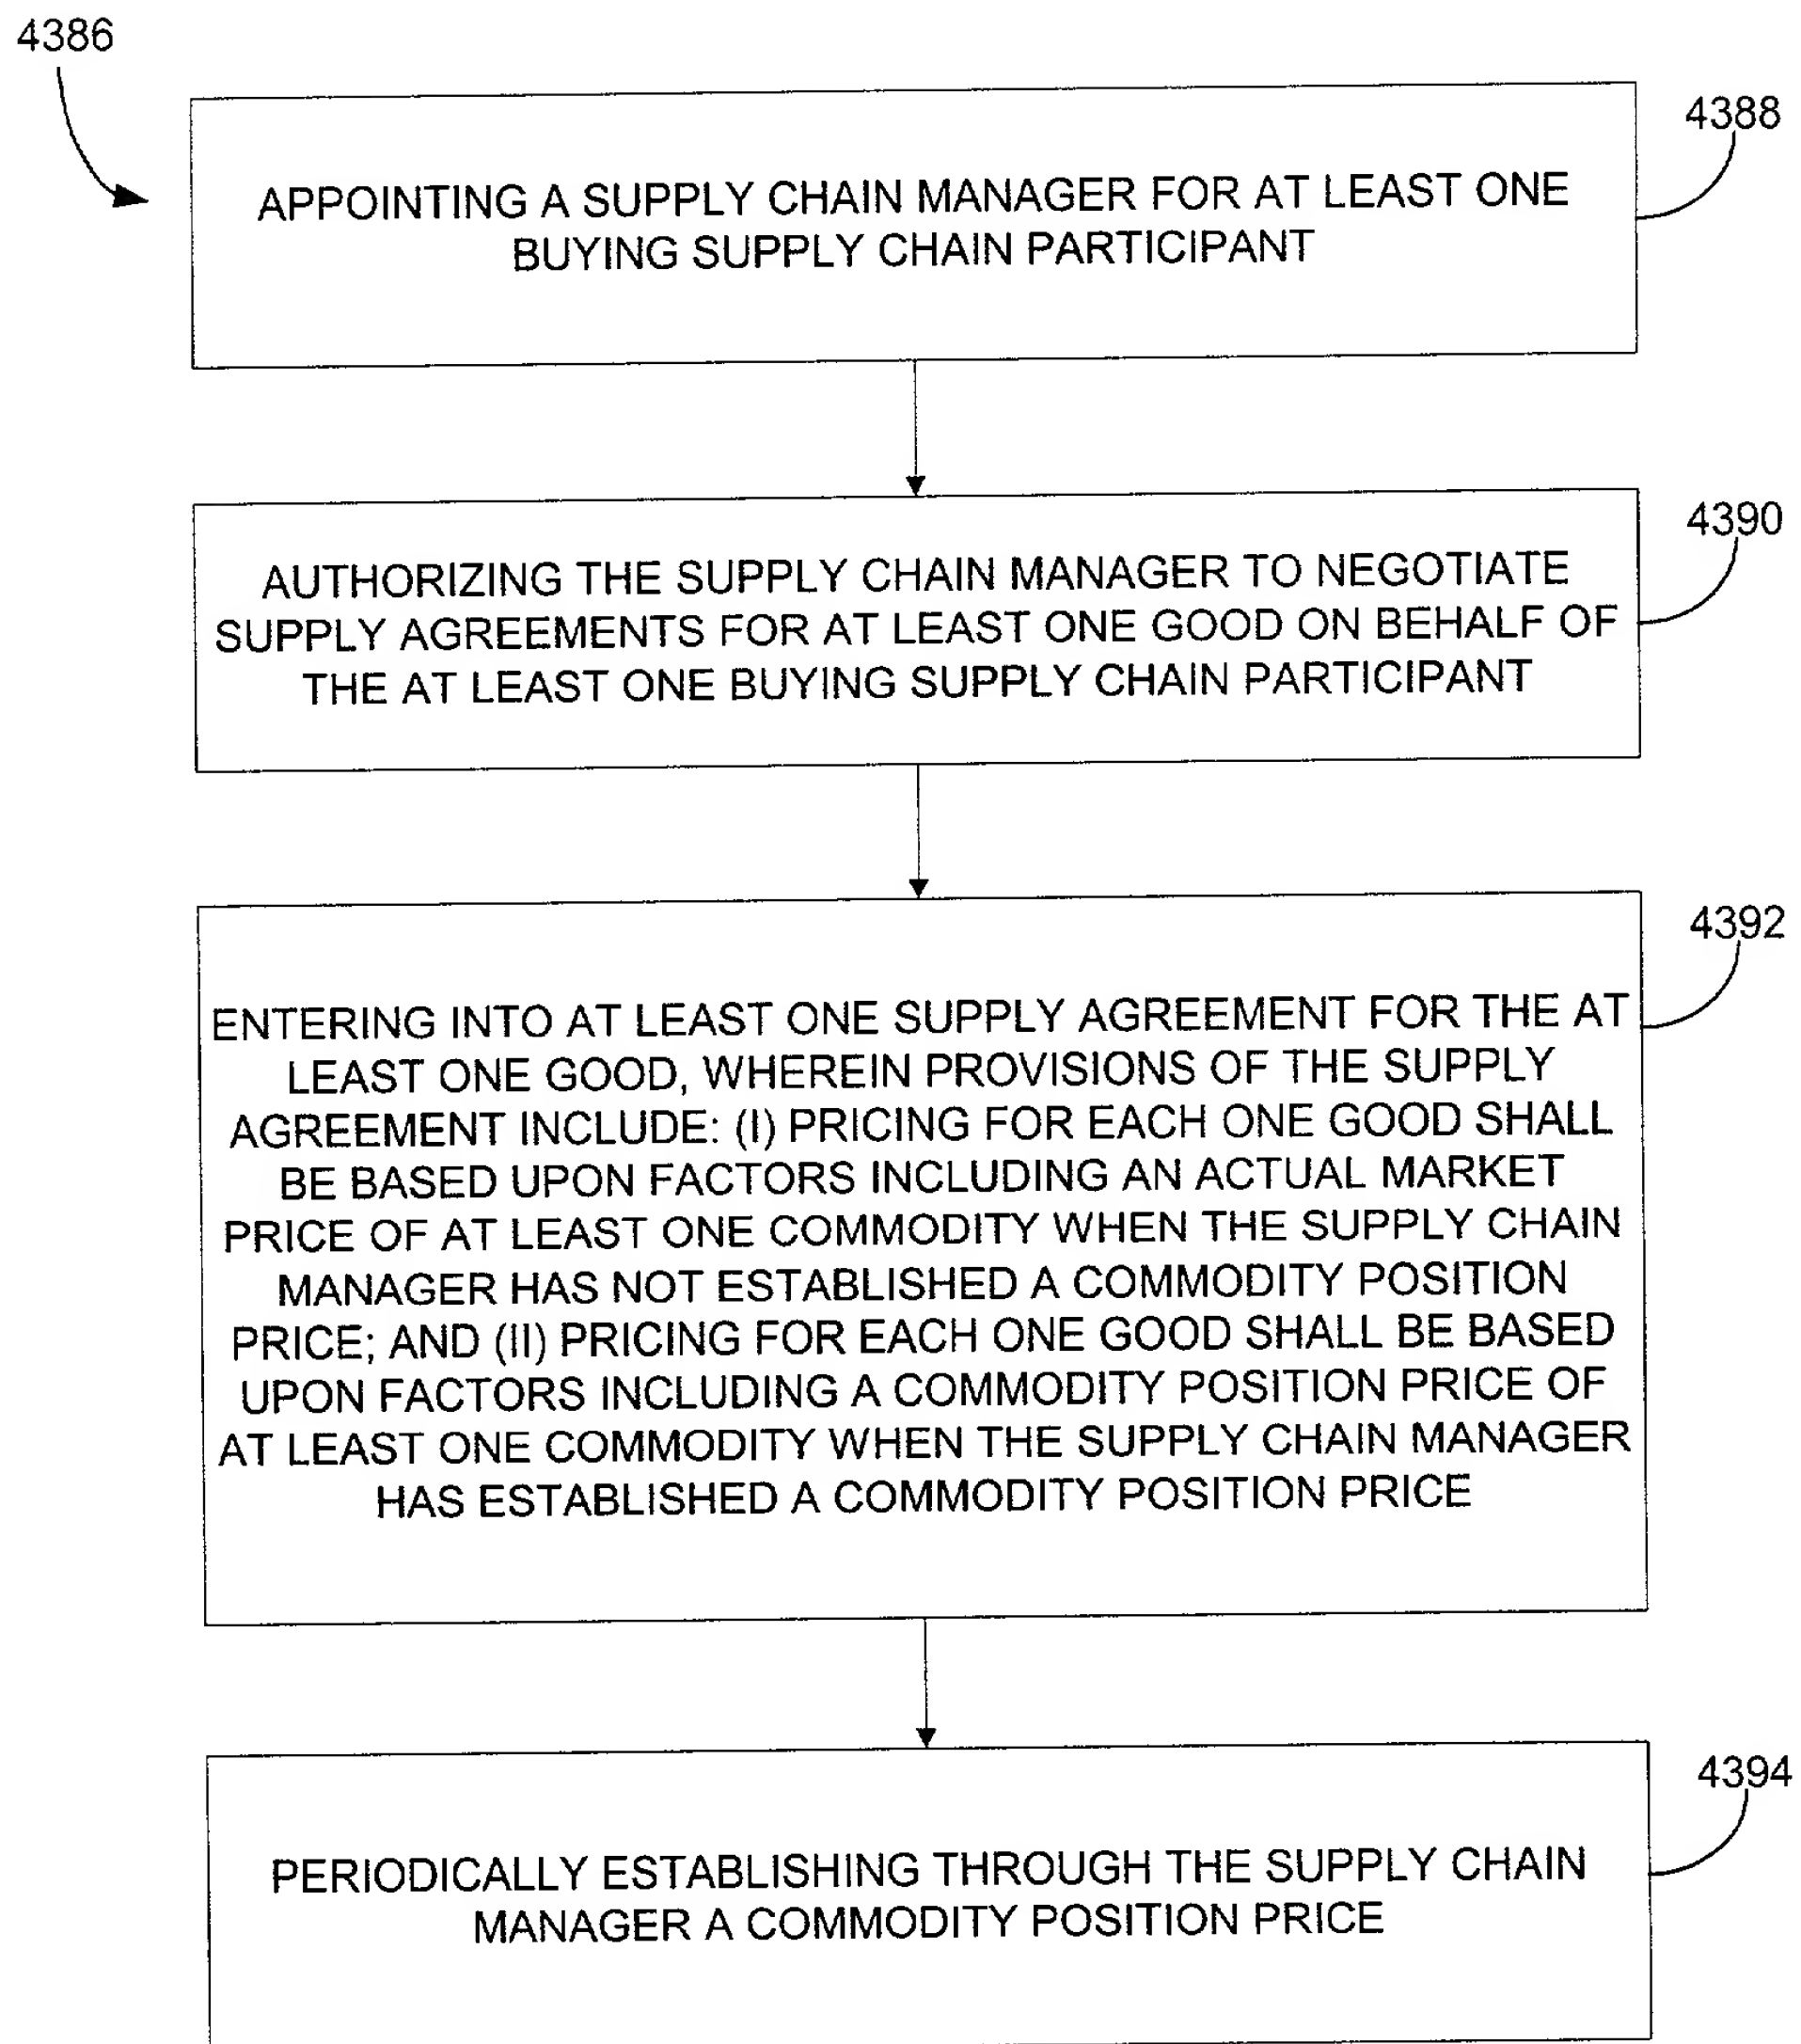 4386
4388
APPOINTING A SUPPLY CHAIN MANAGER FOR AT LEAST ONE
BUYING SUPPLY CHAIN PARTICIPANT
4390
AUTHORIZING THE SUPPLY CHAIN MANAGER TO NEGOTIATE
SUPPLY AGREEMENTS FOR AT LEAST ONE GOOD ON BEHALF OF
THE AT LEAST ONE BUYING SUPPLY CHAIN PARTICIPANT
4392
ENTERING INTO AT LEAST ONE SUPPLY AGREEMENT FOR THE AT
LEAST ONE GOOD, WHEREIN PROVISIONS OF THE SUPPLY
AGREEMENT INCLUDE: (I) PRICING FOR EACH ONE GOOD SHALL
BE BASED UPON FACTORS INCLUDING AN ACTUAL MARKET
PRICE OF AT LEAST ONE COMMODITY WHEN THE SUPPLY CHAIN
MANAGER HAS NOT ESTABLISHED A COMMODITY POSITION
PRICE; AND (II) PRICING FOR EACH ONE GOOD SHALL BE BASED
UPON FACTORS INCLUDING A COMMODITY POSITION PRICE OF
AT LEAST ONE COMMODITY WHEN THE SUPPLY CHAIN MANAGER
HAS ESTABLISHED A COMMODITY POSITION PRICE
4394
PERIODICALLY ESTABLISHING THROUGH THE SUPPLY CHAIN
MANAGER A COMMODITY POSITION PRICE